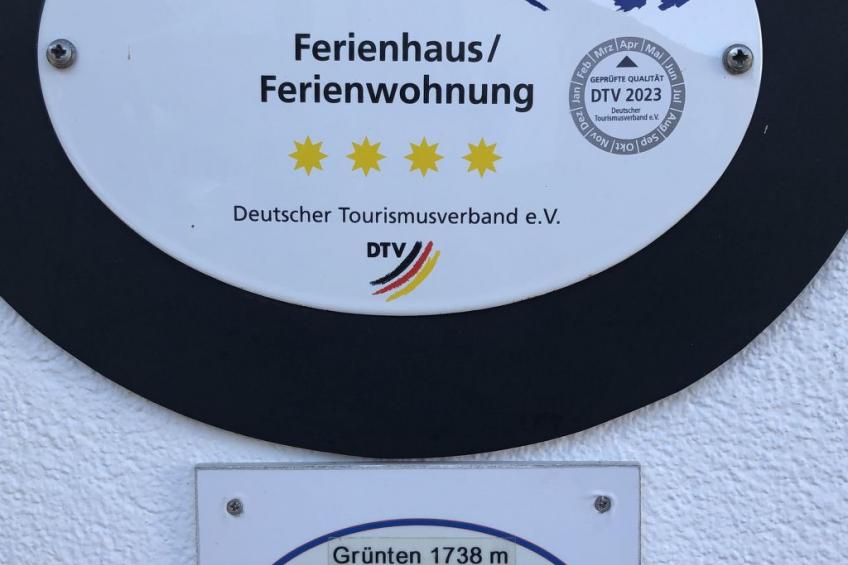 Ferienhaus/
Ferienwohnung
Jan Feb Mrz Apr Mai Jun Jul Aug Sep Okt Nov Dez
GEPRÜFTE QUALITÄT
DTV 2023
Deutscher
Tourismusverband e.V.
Deutscher Tourismusverband e.V.
DTV
Grünten 1738 m